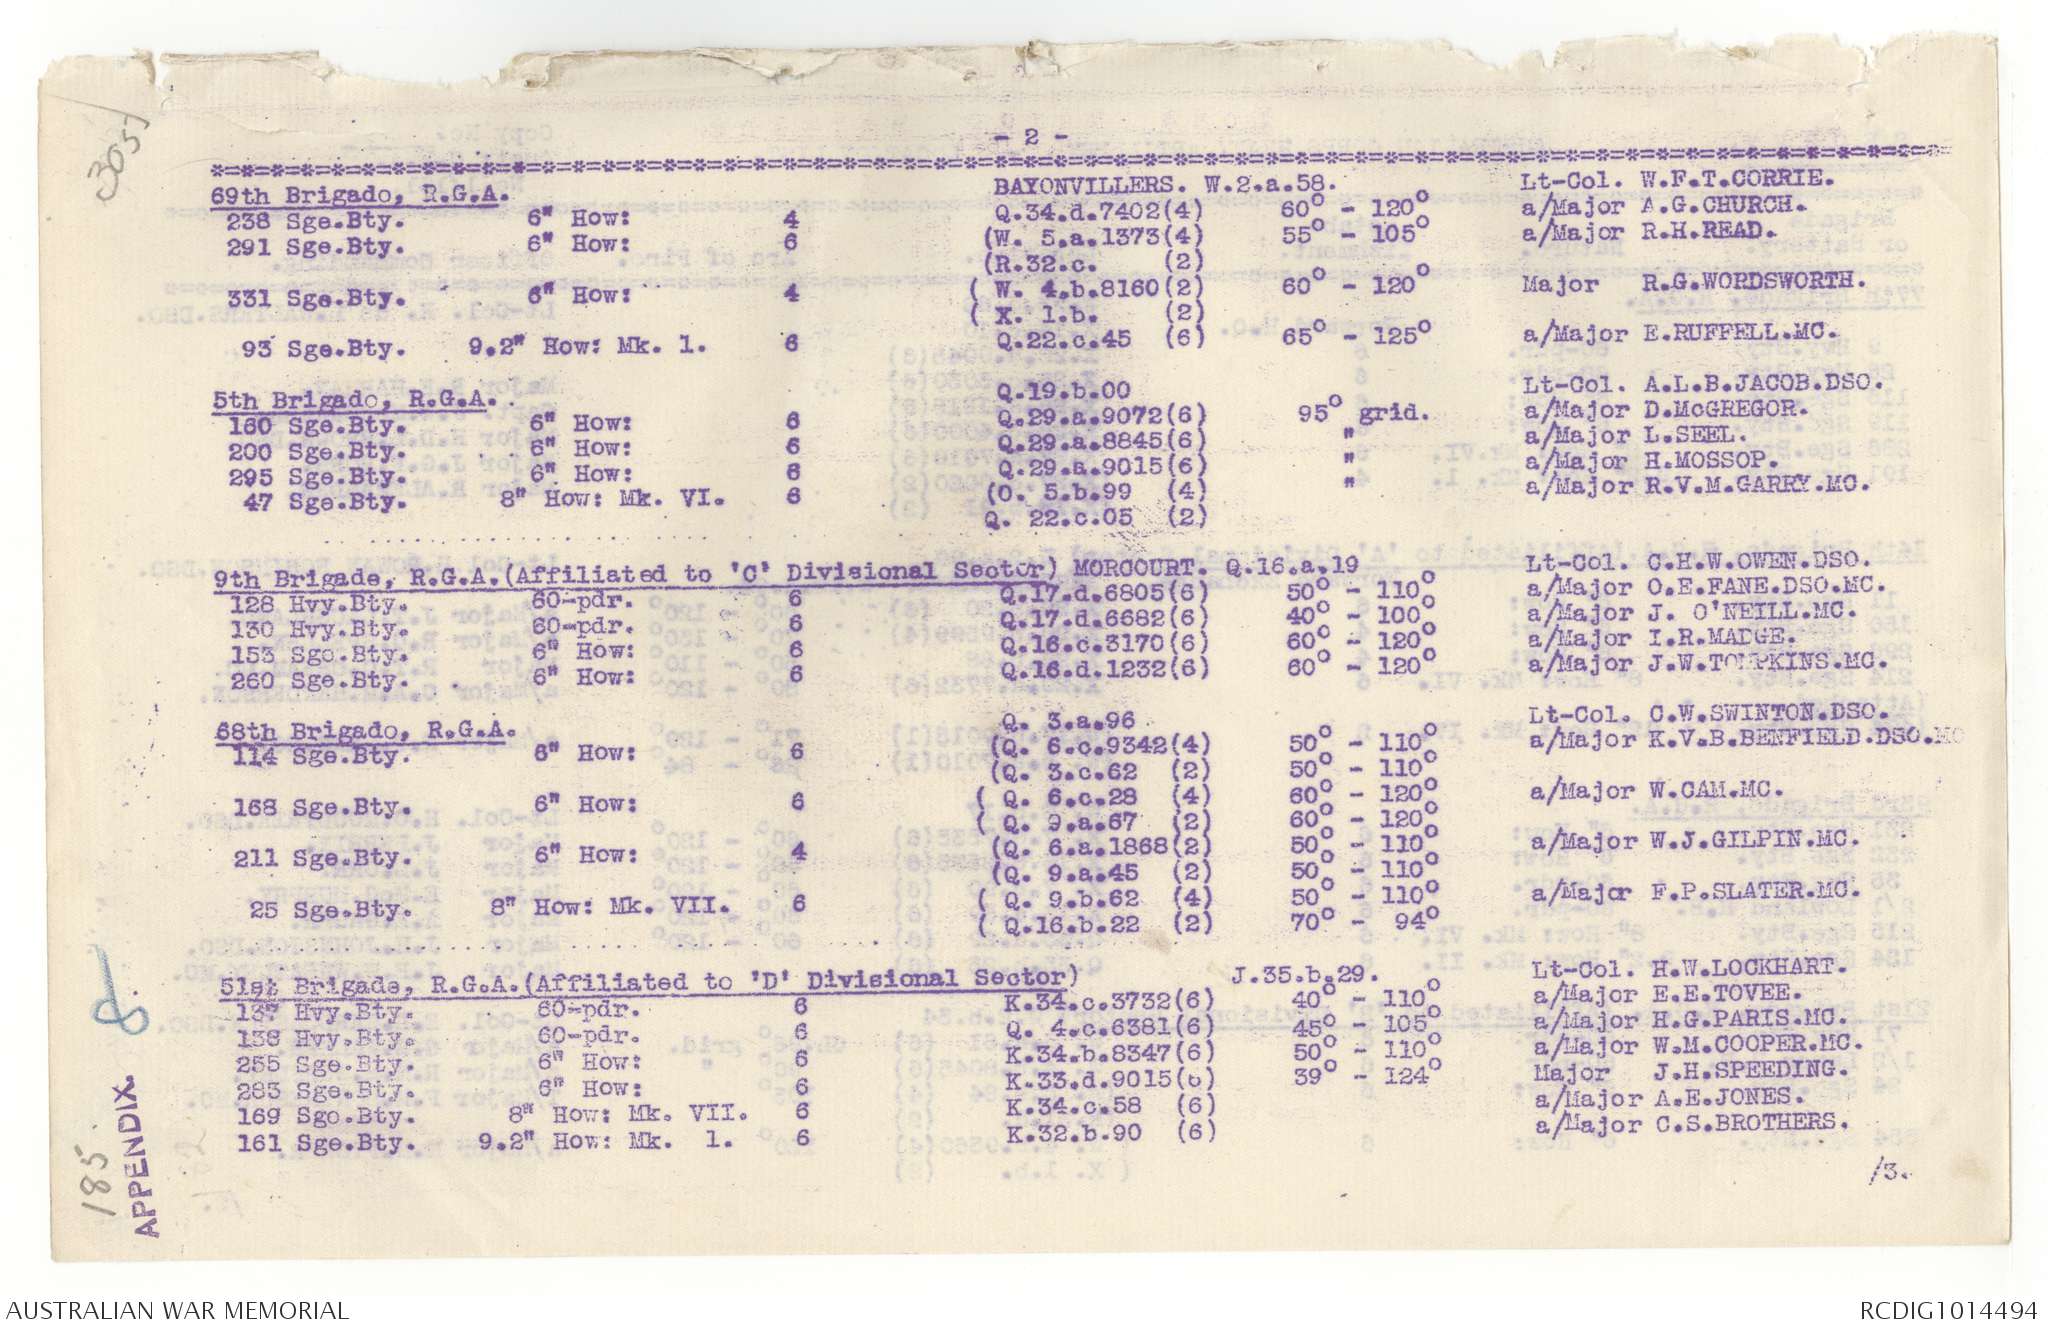 3057
- 2 -
*=*=*=*=*=*=*=*=*=*=*=*=*=*=*=*=*=*=*=*=*=*=*=*=*=*=*=*=*=*=*=*=*=*=*=*=*=*=*=*=*=*=*=*=*=*=*=*=*=*=*=*=*=*=*=*=*=
69th Brigado, R.G.A. BAYONVILLERS. W.2.a.58. Lt-Col. W.F.T.CORRIE.
238 Sge.Bty. 6" How: 4 Q.34.d.7402(4) 60° - 120° a/Major A.G.CHURCH.
291 Sge.Bty. 6" How: 6 (W. 5.a.1373(4) 55° - 105° a/Major R.H.READ.
(R.32.c. (2)
331 Sge.Bty. 6" How: 4 ( W. 4.b.8160(2) 60° - 120° Major R.G.WORDSWORTH.
( X. 1.b. (2)
93 Sge.Bty. 9.2" How: Mk. 1. 6 Q.22.c.45 (6) 65° - 125° a/Major E.RUFFELL.MC.
5th Brigado, R.G.A. Q.19.b.00 Lt-Col. A.L.B.JACOB.DSO.
160 Sge.Bty. 6" How: 6 Q.29.a.9072(6) 95° grid. a/Major D.McGREGOR.
200 Sge.Bty. 6" How: 6 Q.29.a.8845(6) " a/Major L.SEEL.
295 Sge.Bty. 6" How: 6 Q.29.a.9015(6) " a/Major H.MOSSOP.
47 Sge.Bty. 8" How: Mk. VI. 6 (O. 5.b.99 (4) " a/Major R.V.M.GARRY.MC.
Q. 22.c.05 (2)
9th Brigade, R.G.A.(Affiliated to 'C' Divisional Sector) MORCOURT. Q.16.a.19 Lt-Col. C.H.W.OWEN.DSO.
128 Hvy.Bty. 60-pdr. 6 Q.17.d.6805(6) 50° - 110° a/Major O.E.FANE.DSO.MC.
130 Hvy.Bty. 60-pdr. 6 Q.17.d.6682(6) 40° - 100° a/Major J. O'NEILL.MC.
153 Sgo.Bty. 6" How: 6 Q.16.c.3170(6) 60° - 120° a/Major I.R.MADGE.
260 Sge.Bty. 6" How: 6 Q.16.d.1232(6) 60° - 120° a/Major J.W.TOMPKINS.MC.
68th Brigado, R.G.A. Q. 3.a.96 Lt-Col. C.W.SWINTON.DSO.
114 Sge.Bty. 6" How: 6 (Q. 6.c.9342(4) 50° - 110° a/Major K.V.B.BENFIELD.DSO.MC
(Q. 3.c.62 (2) 50° - 110°
168 Sge.Bty. 6" How: 6 ( Q. 6.c.28 (4) 60° - 120° a/Major W.CAM.MC.
( Q. 9.a.67 (2) 60° - 120°
211 Sge.Bty. 6" How: 4 (Q. 6.a.1868(2) 50° - 110° a/Major W.J.GILPIN.MC.
(Q. 9.a.45 (2) 50° - 110°
25 Sge.Bty. 8" How: Mk. VII. 6 ( Q. 9.b.62 (4) 50° - 110° a/Major F.P.SLATER.MC.
( Q.16.b.22 (2) 70° - 94°
51st Brigade, R.G.A.(Affiliated to 'D' Divisional Sector) J.35.b.29. Lt-Col. H.W.LOCKHART.
137 Hvy.Bty. 60-pdr. 6 K.34.c.3732(6) 40° - 110° a/Major E.E.TOVEE.
138 Hvy.Bty. 60-pdr. 6 Q. 4.c.6381(6) 45° - 105° a/Major H.G.PARIS.MC.
255 Sge.Bty. 6" How: 6 K.34.b.8347(6) 50° - 110° a/Major W.M.COOPER.MC.
283 Sge.Bty. 6" How: 6 K.33.d.9015(6) 39° - 124° Major J.H.SPEEDING.
169 Sgo.Bty. 8" How: Mk. VII. 6 K.34.c.58 (6) a/Major A.E.JONES.
161 Sge.Bty. 9.2" How: Mk. 1. 6 K.32.b.90 (6) a/Major C.S.BROTHERS.
/3.
185
APPENDIX. 8
AUSTRALIAN WAR MEMORIAL
RCDIG1014494